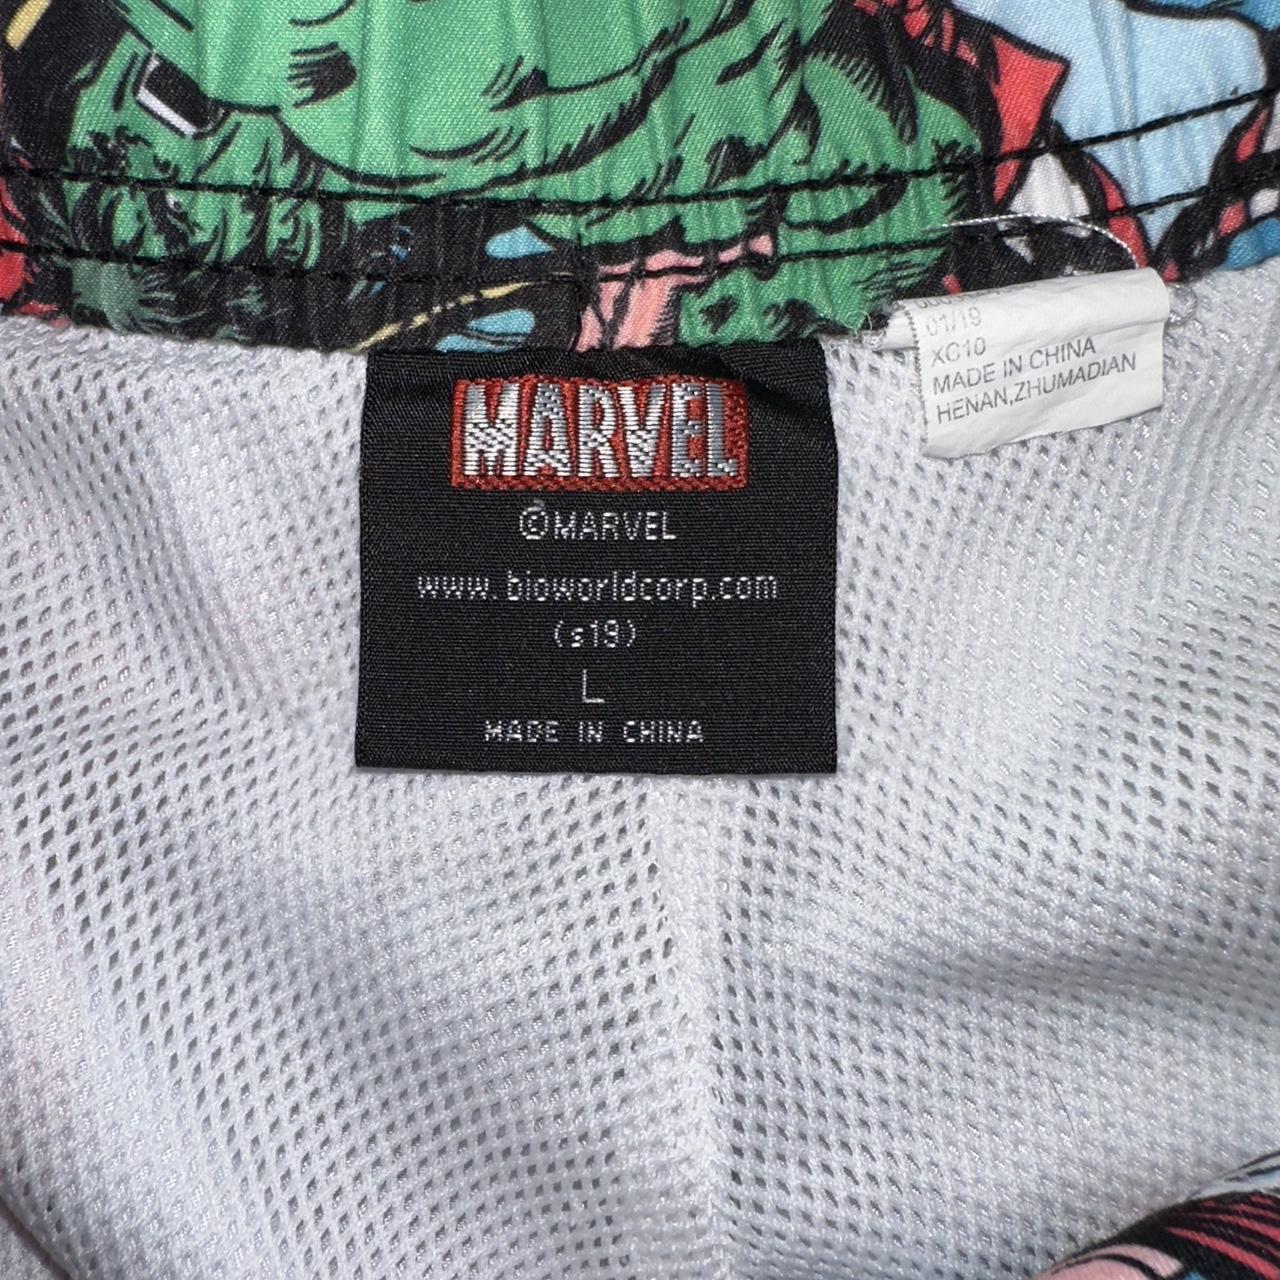 MARVEL
©MARVEL
www.bioworldcorp.com
(s19)
L
MADE IN CHINA
01/19
XC10
MADE IN CHINA
HENAN,ZHUMADIAN